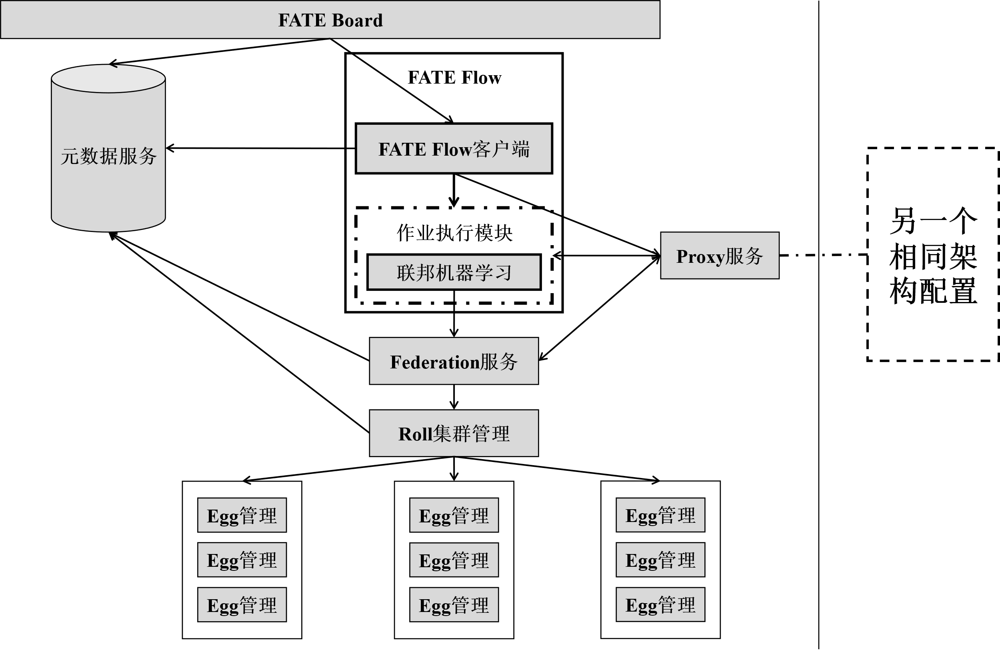 FATE Board
FATE Flow
FATE Flow客户端
元数据服务
作业执行模块
联邦机器学习
Proxy服务
另一个
相同架
构配置
Federation服务
Roll集群管理
Egg管理
Egg管理
Egg管理
Egg管理
Egg管理
Egg管理
Egg管理
Egg管理
Egg管理